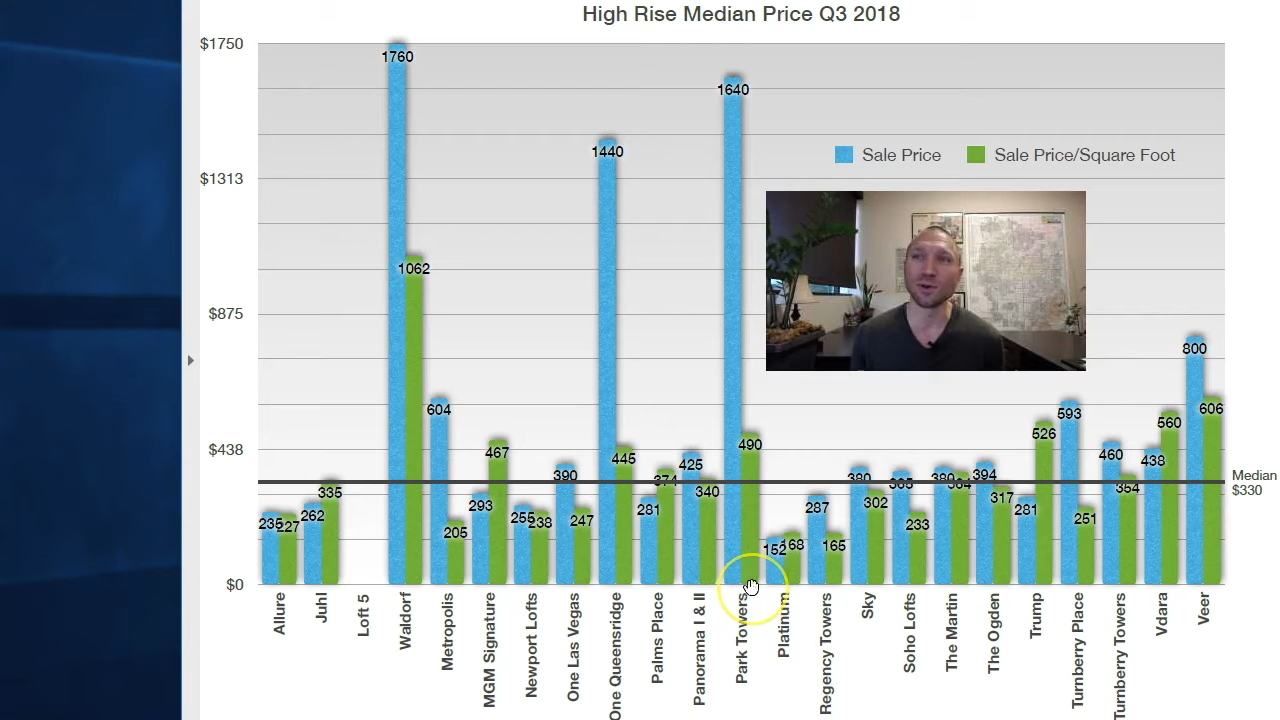 High Rise Median Price Q3 2018
$1750
$1313
$875
$438
$0
Sale Price
Sale Price/Square Foot
1760
1640
1440
1062
800
604
593
606
560
526
490
467
445
460
438
425
390
374
380
385
380
364
394
354
340
335
317
302
293
281
281
287
262
255
238
247
235
227
205
233
251
152
168
165
Median
$330
Allure
Juhl
Loft 5
Waldorf
Metropolis
MGM Signature
Newport Lofts
One Las Vegas
One Queensridge
Palms Place
Panorama I & II
Park Towers
Platinum
Regency Towers
Sky
Soho Lofts
The Martin
The Ogden
Trump
Turnberry Place
Turnberry Towers
Vdara
Veer